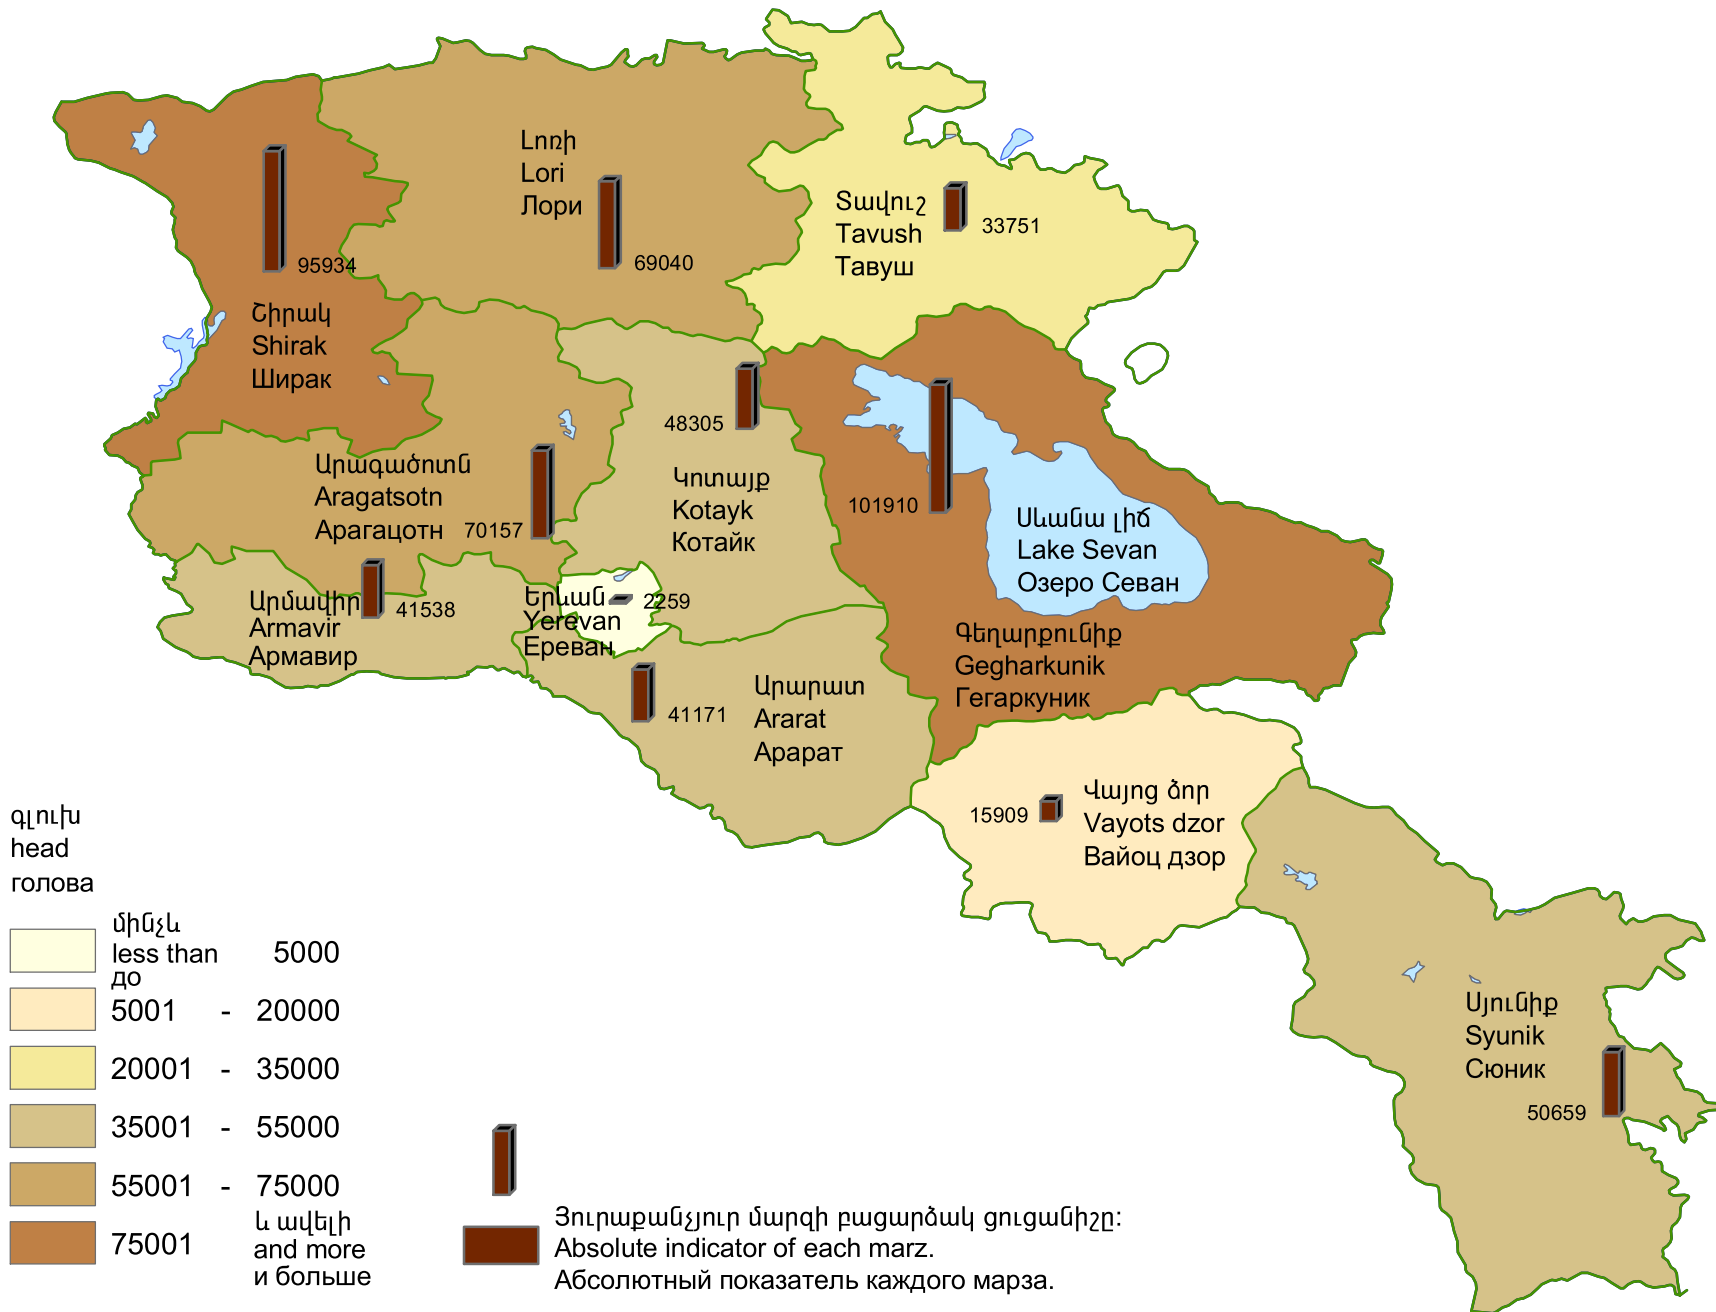 Լոռի
Lori
Лори
69040
Տավուշ
Tavush
Тавуш
33751
95934
Շիրակ
Shirak
Ширак
48305
Կոտայք
Kotayk
Котайк
Արագածոտն
Aragatsotn
Арагацотн
70157
101910
Սևանա լիճ
Lake Sevan
Озеро Севан
Արմավիր
Armavir
Армавир
41538
Երևան
Yerevan
Ереван
2259
Գեղարքունիք
Gegharkunik
Гегаркуник
Արարատ
Ararat
Арарат
41171
15909
Վայոց ձոր
Vayots dzor
Вайоц дзор
Սյունիք
Syunik
Сюник
50659
գլուխ
head
голова
մինչև
less than 5000
до
5001 - 20000
20001 - 35000
35001 - 55000
55001 - 75000
և ավելի
75001 and more
и больше
Յուրաքանչյուր մարզի բացարձակ ցուցանիշը:
Absolute indicator of each marz.
Абсолютный показатель каждого марза.